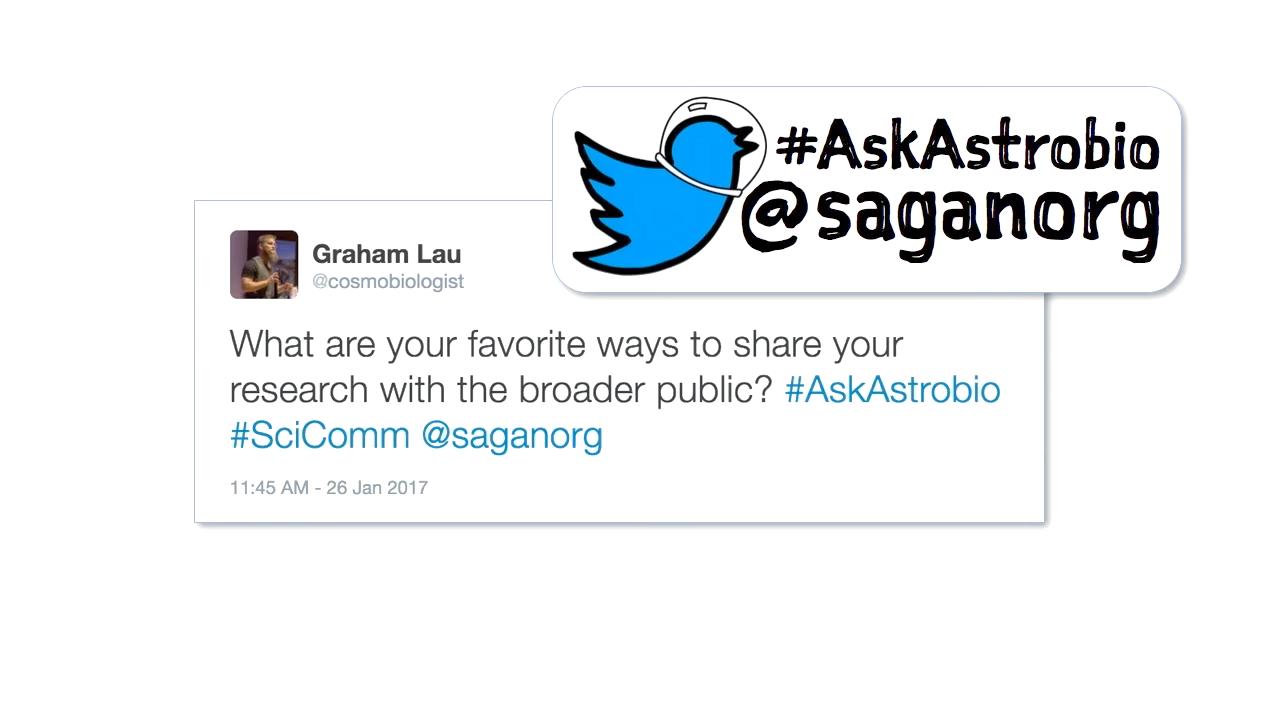 #AskAstrobio
@saganorg
Graham Lau
@cosmobiologist
What are your favorite ways to share your
research with the broader public? #AskAstrobio
#SciComm @saganorg
11:45 AM - 26 Jan 2017